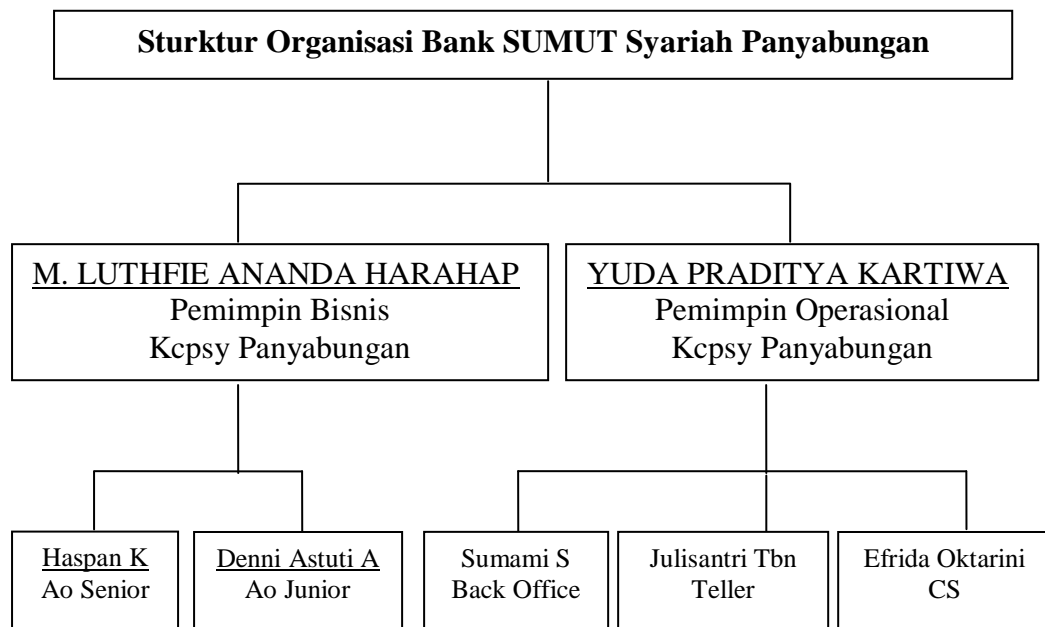 Sturktur Organisasi Bank SUMUT Syariah Panyabungan
M. LUTHFIE ANANDA HARAHAP
Pemimpin Bisnis
Kcpsy Panyabungan
YUDA PRADITYA KARTIWA
Pemimpin Operasional
Kcpsy Panyabungan
Haspan K
Ao Senior
Denni Astuti A
Ao Junior
Sumami S
Back Office
Julisantri Tbn
Teller
Efrida Oktarini
CS